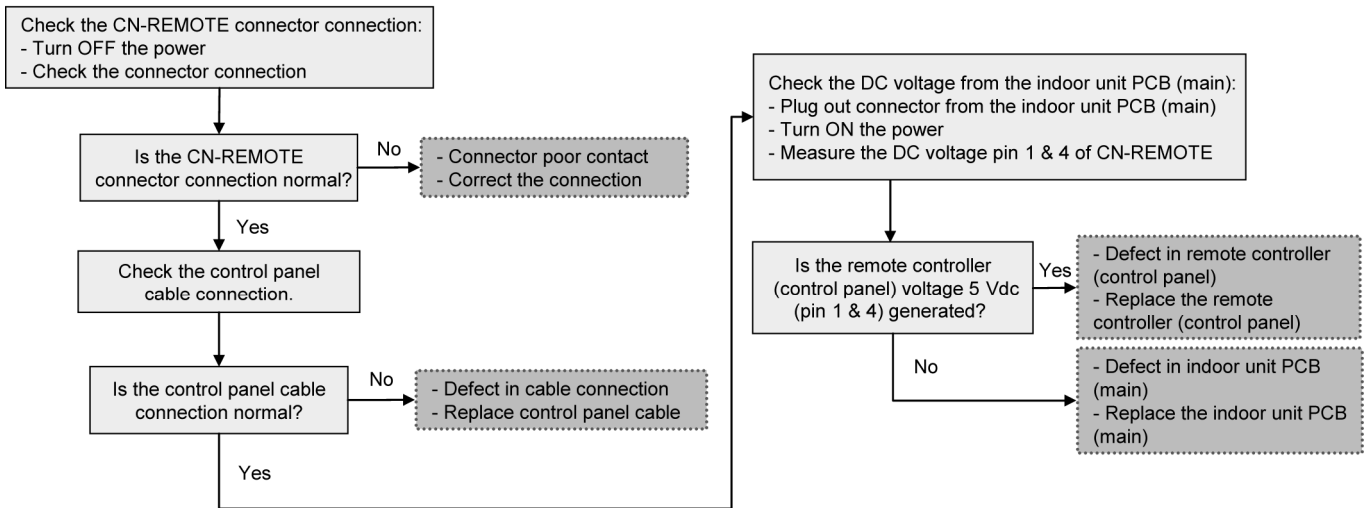 Check the CN-REMOTE connector connection:
- Turn OFF the power
- Check the connector connection
Is the CN-REMOTE
connector connection normal?
No
- Connector poor contact
- Correct the connection
Yes
Check the control panel
cable connection.
Is the control panel cable
connection normal?
No
- Defect in cable connection
- Replace control panel cable
Yes
Check the DC voltage from the indoor unit PCB (main):
- Plug out connector from the indoor unit PCB (main)
- Turn ON the power
- Measure the DC voltage pin 1 & 4 of CN-REMOTE
Is the remote controller
(control panel) voltage 5 Vdc
(pin 1 & 4) generated?
Yes
- Defect in remote controller
(control panel)
- Replace the remote
controller (control panel)
No
- Defect in indoor unit PCB
(main)
- Replace the indoor unit PCB
(main)